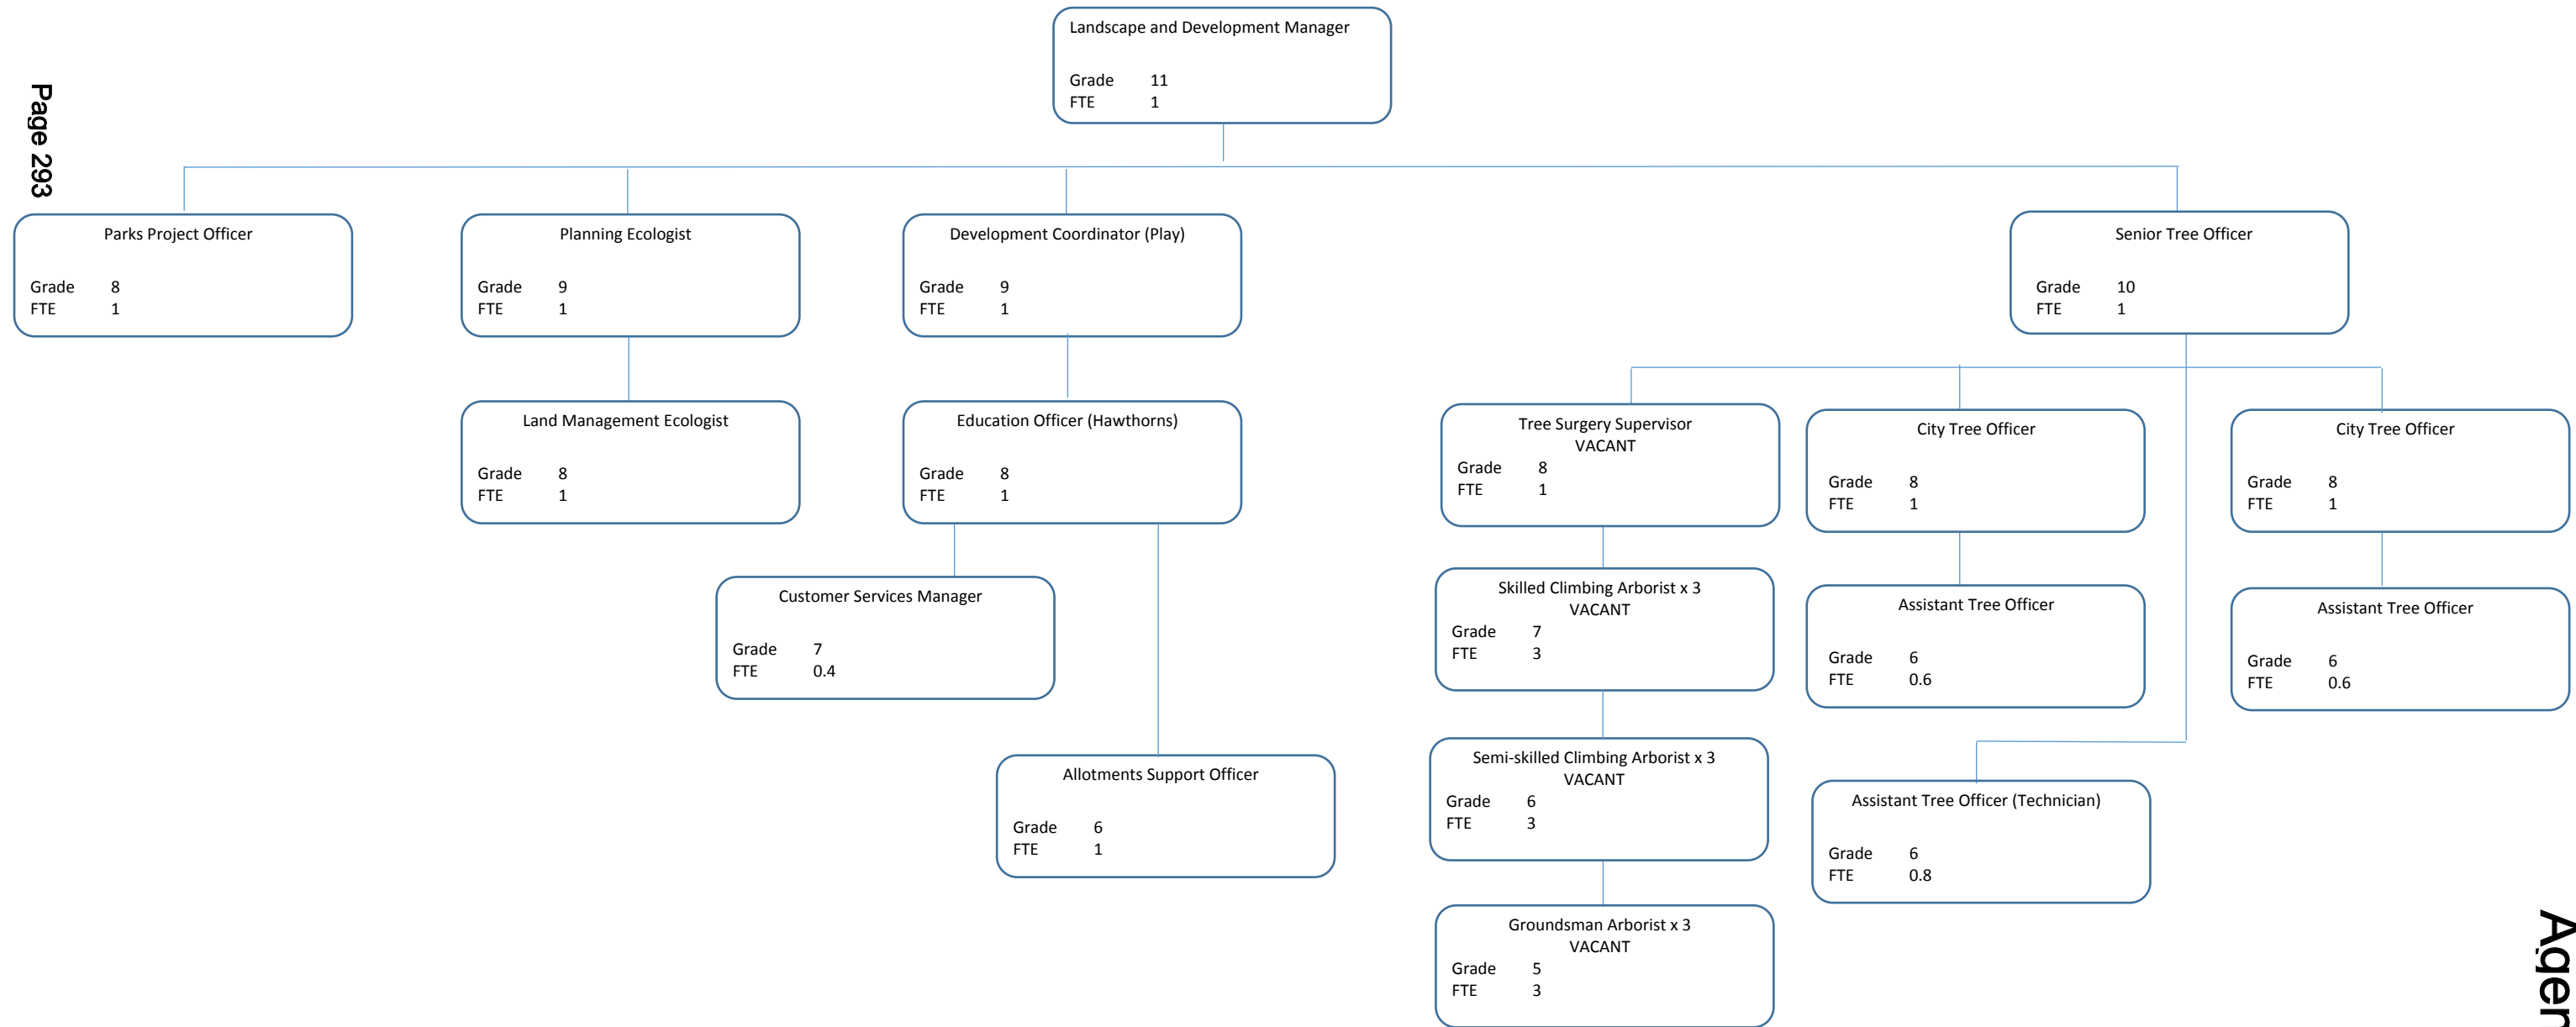 Landscape and Development Manager
Grade 11
FTE 1
Page 293
Parks Project Officer
Grade 8
FTE 1
Planning Ecologist
Grade 9
FTE 1
Development Coordinator (Play)
Grade 9
FTE 1
Senior Tree Officer
Grade 10
FTE 1
Land Management Ecologist
Grade 8
FTE 1
Education Officer (Hawthorns)
Grade 8
FTE 1
Tree Surgery Supervisor
VACANT
Grade 8
FTE 1
City Tree Officer
Grade 8
FTE 1
City Tree Officer
Grade 8
FTE 1
Customer Services Manager
Grade 7
FTE 0.4
Skilled Climbing Arborist x 3
VACANT
Grade 7
FTE 3
Assistant Tree Officer
Grade 6
FTE 0.6
Assistant Tree Officer
Grade 6
FTE 0.6
Allotments Support Officer
Grade 6
FTE 1
Semi-skilled Climbing Arborist x 3
VACANT
Grade 6
FTE 3
Assistant Tree Officer (Technician)
Grade 6
FTE 0.8
Groundsman Arborist x 3
VACANT
Grade 5
FTE 3